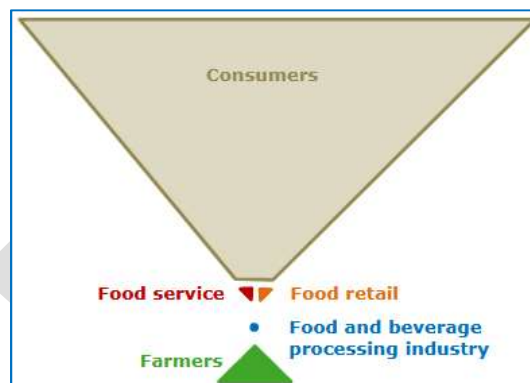 Consumers
Food service
Food retail
Food and beverage
processing industry
Farmers